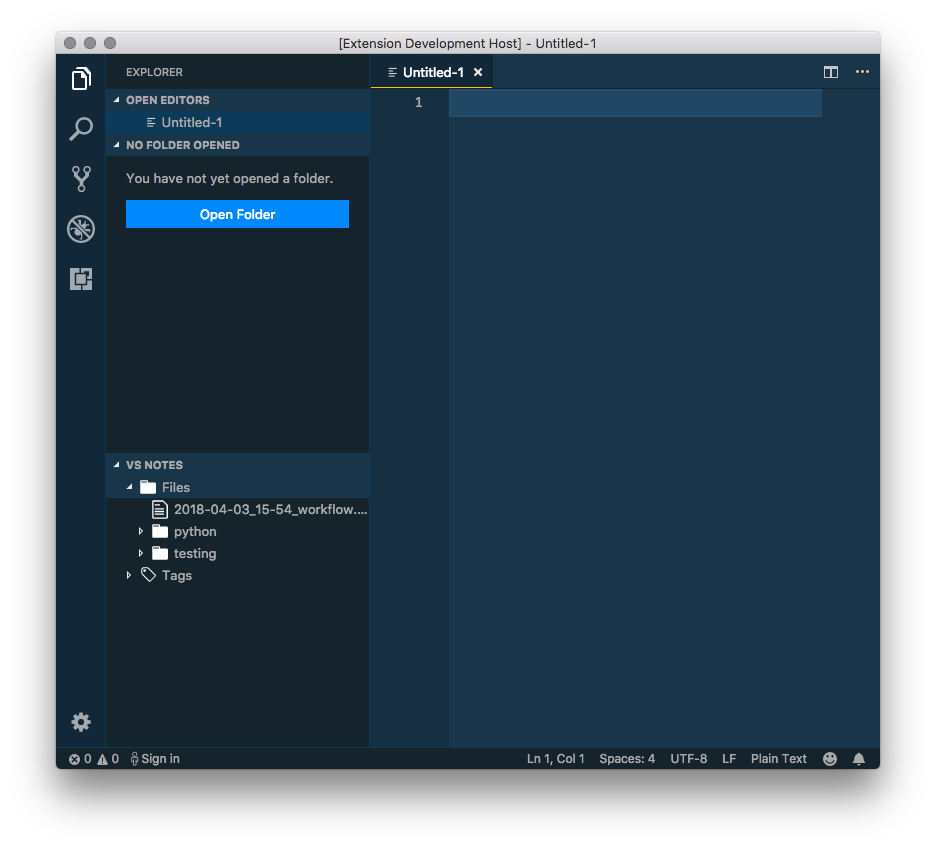 [Extension Development Host] - Untitled-1
EXPLORER
OPEN EDITORS
Untitled-1
NO FOLDER OPENED
You have not yet opened a folder.
Open Folder
VS NOTES
Files
2018-04-03_15-54_workflow....
python
testing
Tags
Untitled-1
1
0 0 Sign in
Ln 1, Col 1 Spaces: 4 UTF-8 LF Plain Text